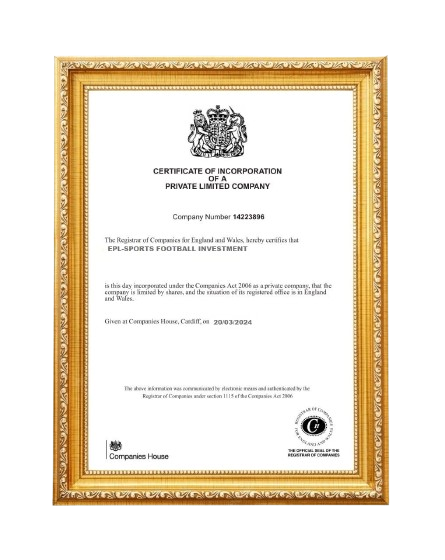 CERTIFICATE OF INCORPORATION
OF A
PRIVATE LIMITED COMPANY
Company Number 14223896
The Registrar of Companies for England and Wales, hereby certifies that
EPL-SPORTS FOOTBALL INVESTMENT
is this day incorporated under the Companies Act 2006 as a private company, that the
company is limited by shares, and the situation of its registered office is in England
and Wales.
Given at Companies House, Cardiff, on 20/03/2024
The above information was communicated by electronic means and authenticated by the
Registrar of Companies under section 1115 of the Companies Act 2006
REGISTRAR OF COMPANIES
FOR ENGLAND AND WALES
C H
Companies House
THE OFFICIAL SEAL OF THE
REGISTRAR OF COMPANIES